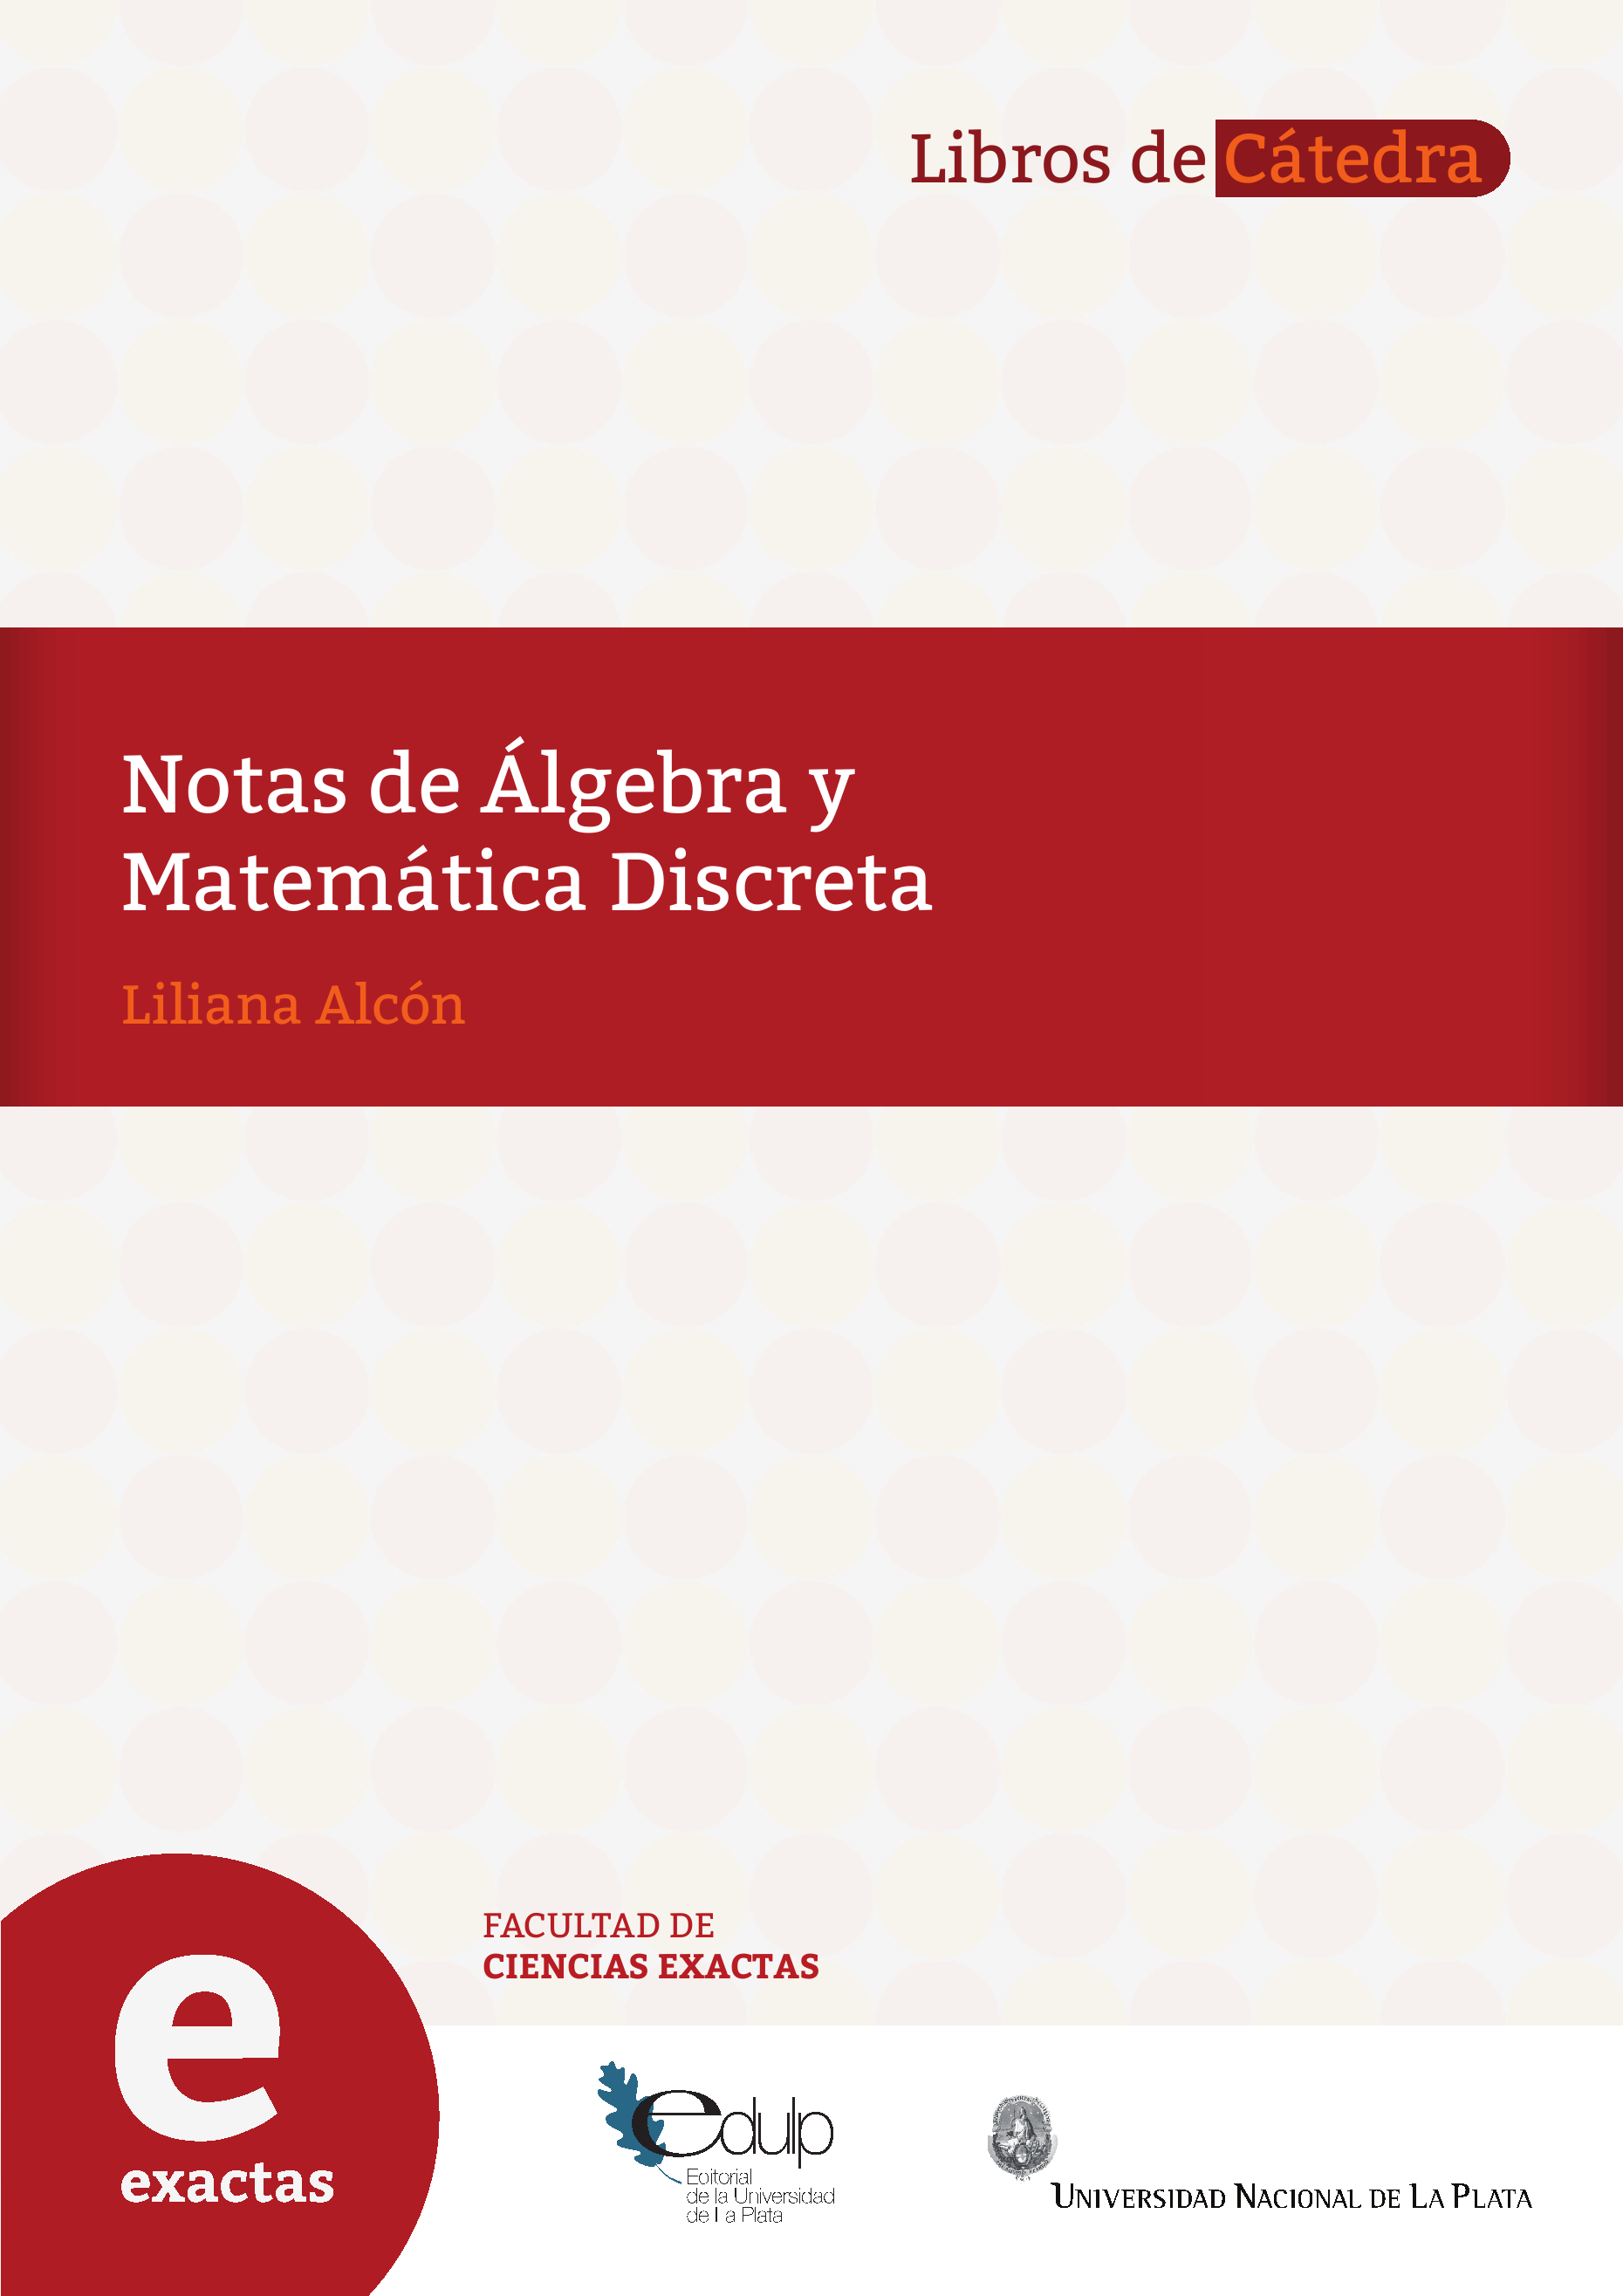 Libros de Cátedra
Notas de Álgebra y
Matemática Discreta
Liliana Alcón
FACULTAD DE
CIENCIAS EXACTAS
e
exactas
edulp
Editorial
de la Universidad
de La Plata
UNIVERSIDAD NACIONAL DE LA PLATA